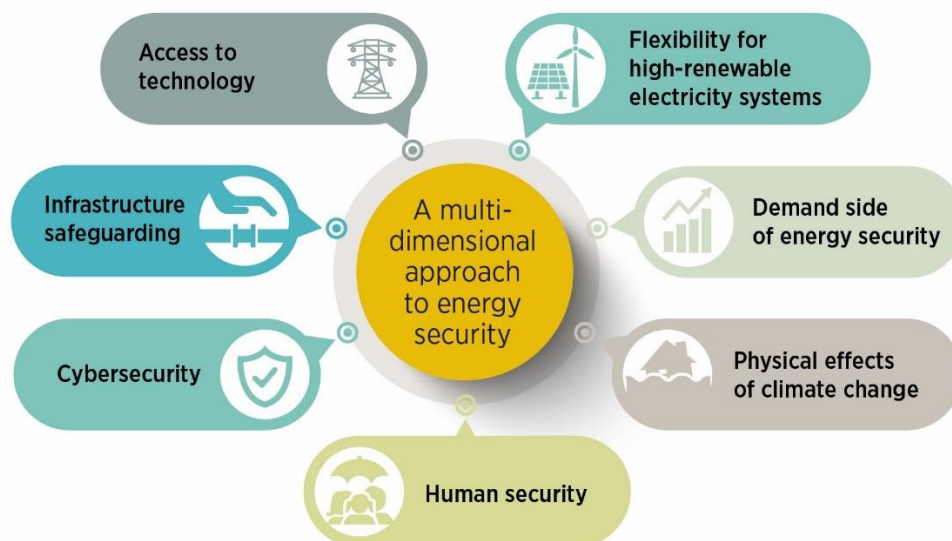 Access to
technology
Flexibility for
high-renewable
electricity systems
Infrastructure
safeguarding
A multi-
dimensional
approach
to energy
security
Demand side
of energy security
Cybersecurity
Physical effects
of climate change
Human security